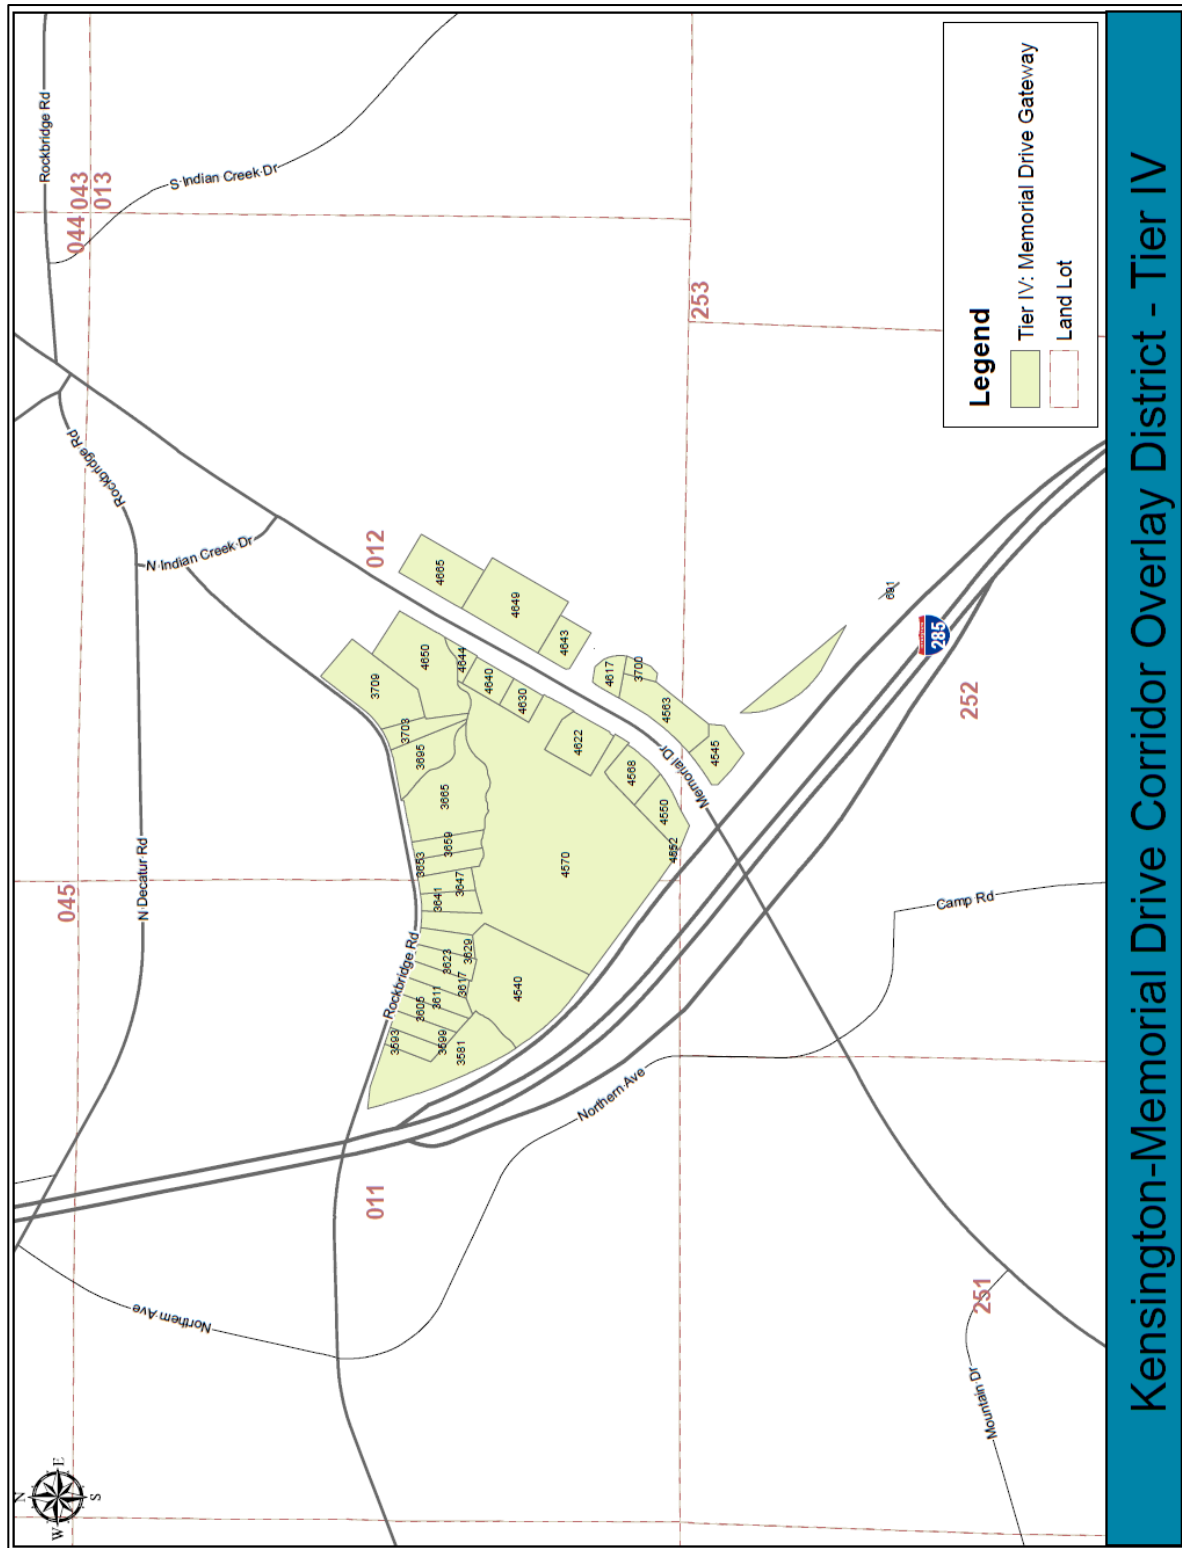 Kensington-Memorial Drive Corridor Overlay District - Tier IV
Legend
Tier IV: Memorial Drive Gateway
Land Lot
N
W
E
S
Rockbridge Rd
044
043
013
S Indian Creek Dr
Rockbridge Rd
N Indian Creek Dr
N Decatur Rd
045
012
253
252
251
011
285
Rockbridge Rd
Memorial Dr
Northern Ave
Northern Ave
Camp Rd
Mountain Dr
4665
4649
4643
4650
4644
4640
4630
4617
3700
4563
4545
4622
4568
4550
4652
4570
4540
3709
3703
3695
3665
3659
3653
3647
3641
3629
3623
3617
3611
3605
3599
3593
3581
691